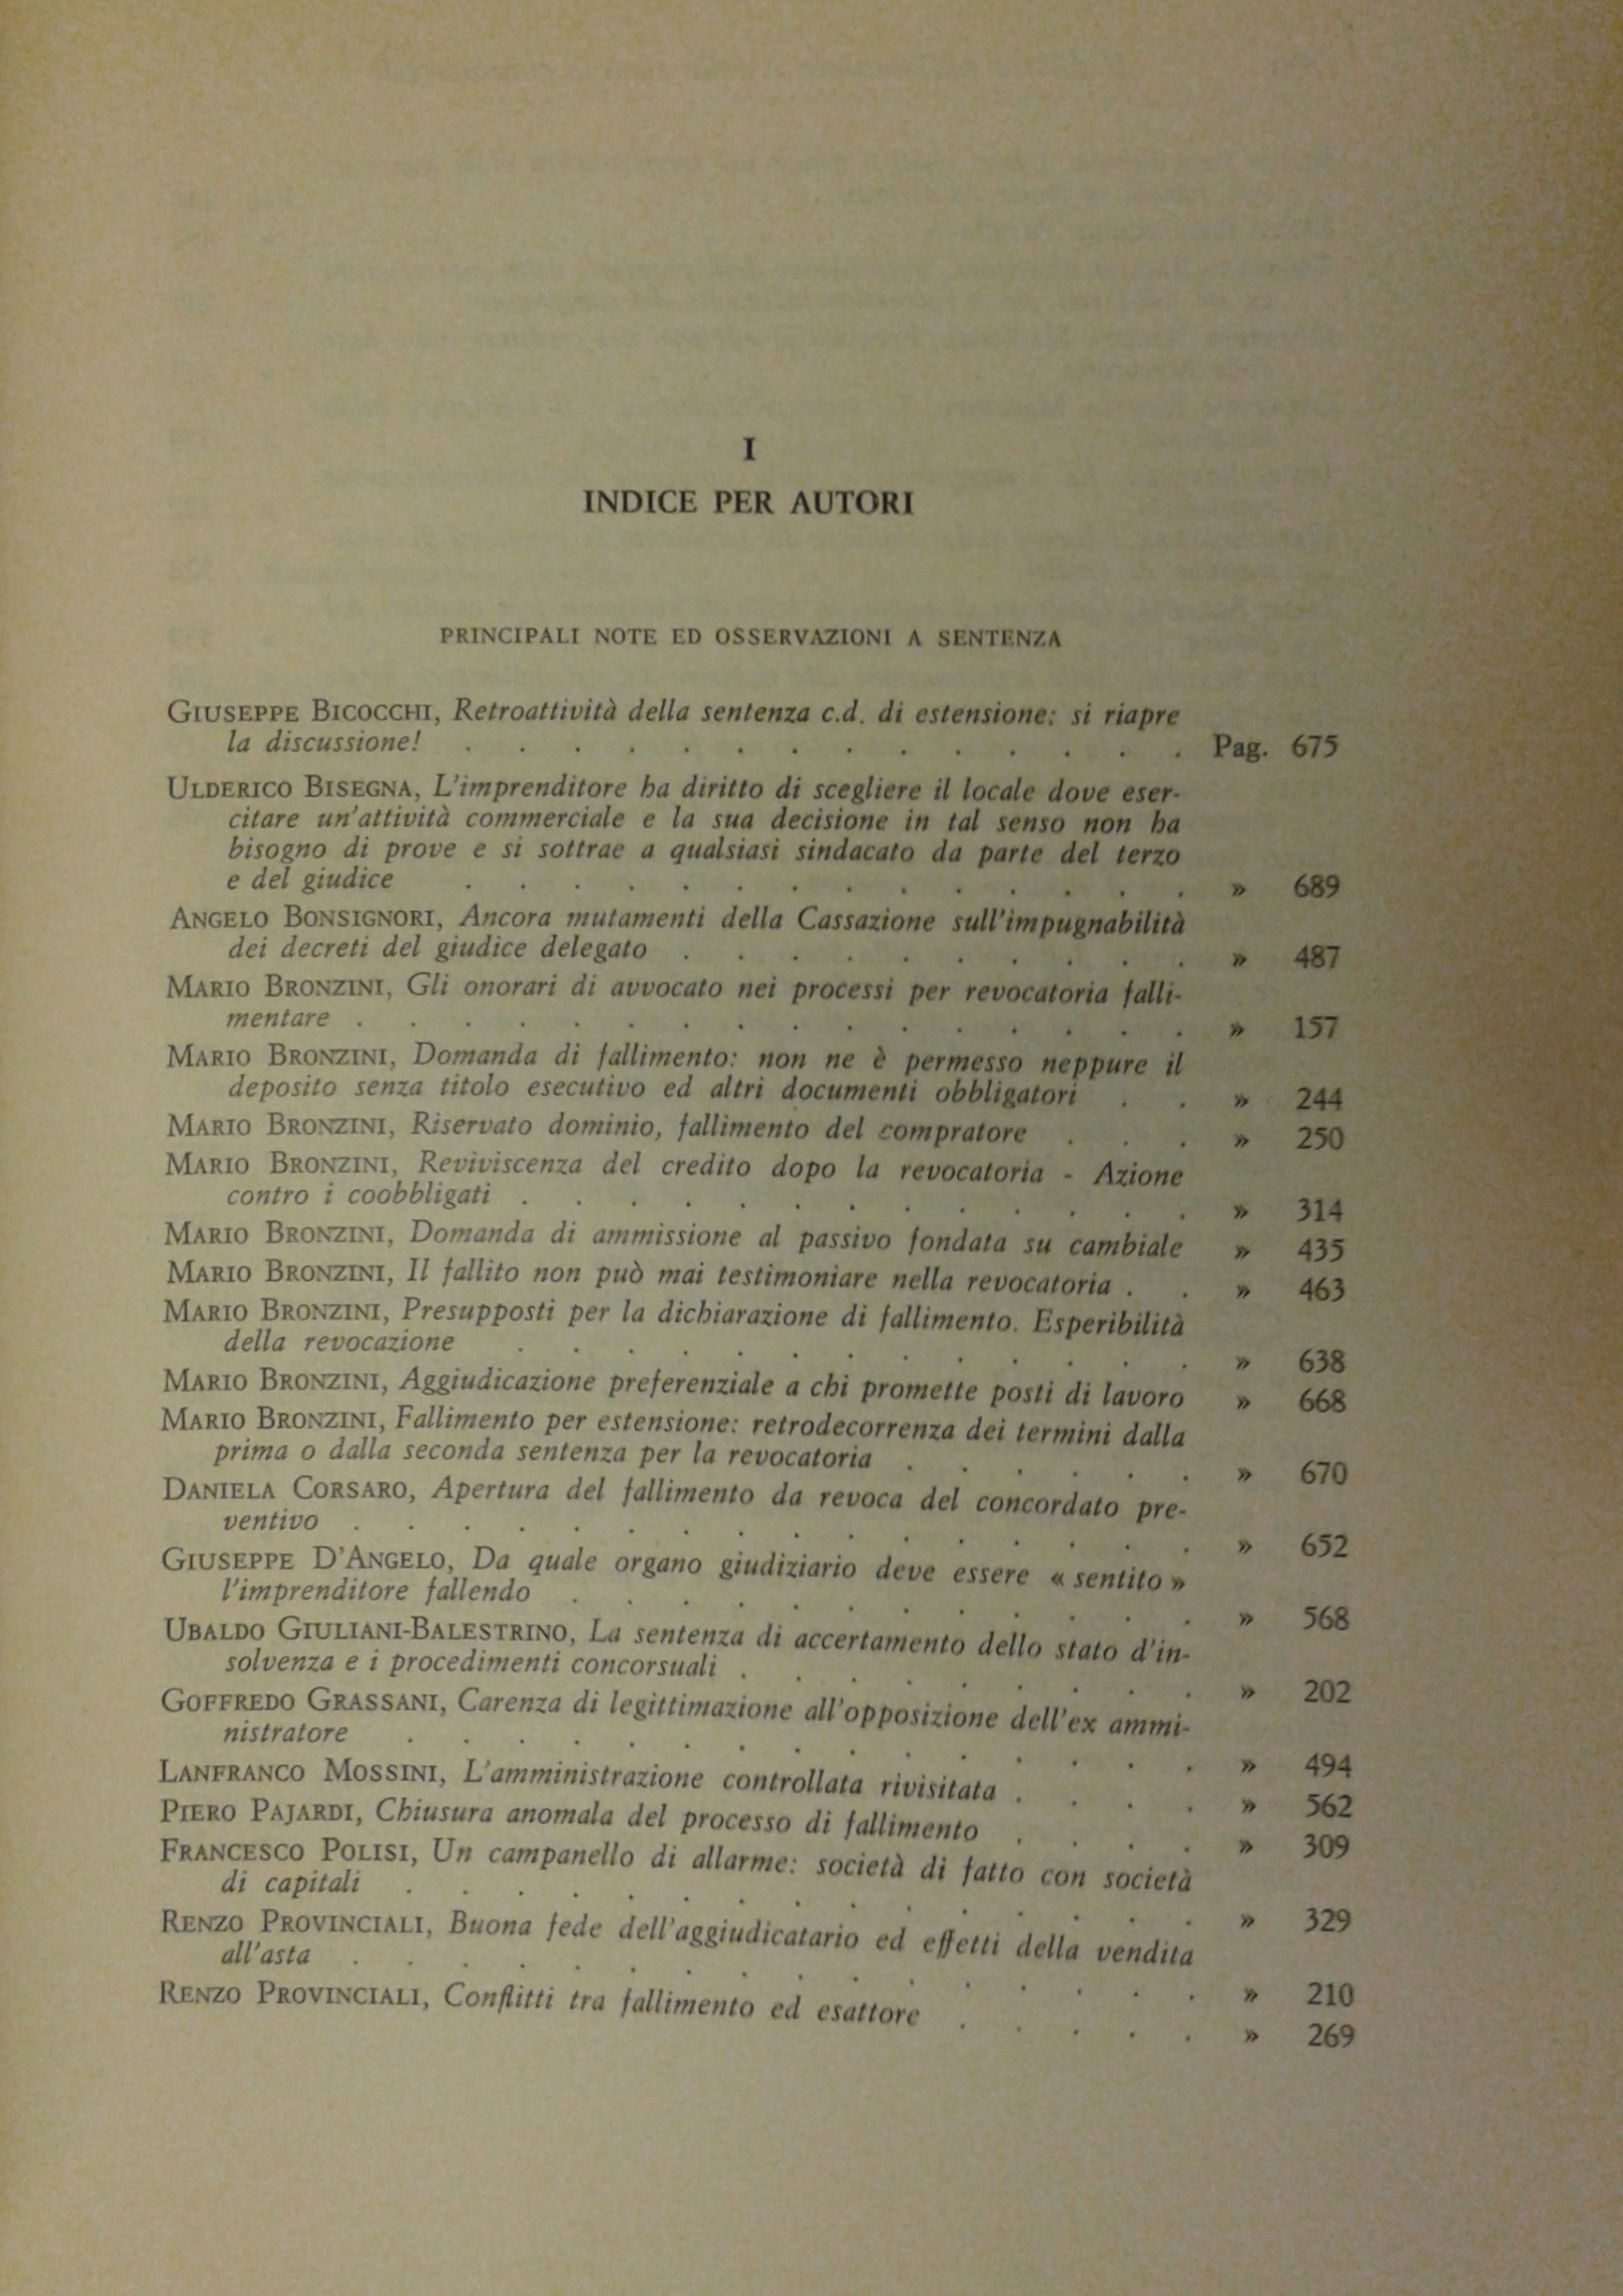 I
INDICE PER AUTORI
PRINCIPALI NOTE ED OSSERVAZIONI A SENTENZA
GIUSEPPE BICOCCHI, Retroattività della sentenza c.d. di estensione: si riapre
la discussione! . . . . . . . . . . . . . . Pag. 675
ULDERICO BISEGNA, L'imprenditore ha diritto di scegliere il locale dove eser-
citare un'attività commerciale e la sua decisione in tal senso non ha
bisogno di prove e si sottrae a qualsiasi sindacato da parte del terzo
e del giudice . . . . . . . . . . . . . . » 689
ANGELO BONSIGNORI, Ancora mutamenti della Cassazione sull'impugnabilità
dei decreti del giudice delegato . . . . . . . . . . » 487
MARIO BRONZINI, Gli onorari di avvocato nei processi per revocatoria falli-
mentare . . . . . . . . . . . . . . . . » 157
MARIO BRONZINI, Domanda di fallimento: non ne è permesso neppure il
deposito senza titolo esecutivo ed altri documenti obbligatori . . » 244
MARIO BRONZINI, Riservato dominio, fallimento del compratore . . . » 250
MARIO BRONZINI, Reviviscenza del credito dopo la revocatoria - Azione
contro i coobbligati . . . . . . . . . . . . . » 314
MARIO BRONZINI, Domanda di ammissione al passivo fondata su cambiale » 435
MARIO BRONZINI, Il fallito non può mai testimoniare nella revocatoria . . » 463
MARIO BRONZINI, Presupposti per la dichiarazione di fallimento. Esperibilità
della revocazione . . . . . . . . . . . . . » 638
MARIO BRONZINI, Aggiudicazione preferenziale a chi promette posti di lavoro » 668
MARIO BRONZINI, Fallimento per estensione: retrodecorrenza dei termini dalla
prima o dalla seconda sentenza per la revocatoria . . . . . . » 670
DANIELA CORSARO, Apertura del fallimento da revoca del concordato pre-
ventivo . . . . . . . . . . . . . . . . » 652
GIUSEPPE D'ANGELO, Da quale organo giudiziario deve essere « sentito »
l'imprenditore fallendo . . . . . . . . . . . . » 568
UBALDO GIULIANI-BALESTRINO, La sentenza di accertamento dello stato d'in-
solvenza e i procedimenti concorsuali . . . . . . . . . » 202
GOFFREDO GRASSANI, Carenza di legittimazione all'opposizione dell'ex ammi-
nistratore . . . . . . . . . . . . . . . » 494
LANFRANCO MOSSINI, L'amministrazione controllata rivisitata . . . . » 562
PIERO PAJARDI, Chiusura anomala del processo di fallimento . . . . » 309
FRANCESCO POLISI, Un campanello di allarme: società di fatto con società
di capitali . . . . . . . . . . . . . . . » 329
RENZO PROVINCIALI, Buona fede dell'aggiudicatario ed effetti della vendita
all'asta . . . . . . . . . . . . . . . . » 210
RENZO PROVINCIALI, Conflitti tra fallimento ed esattore . . . . . » 269